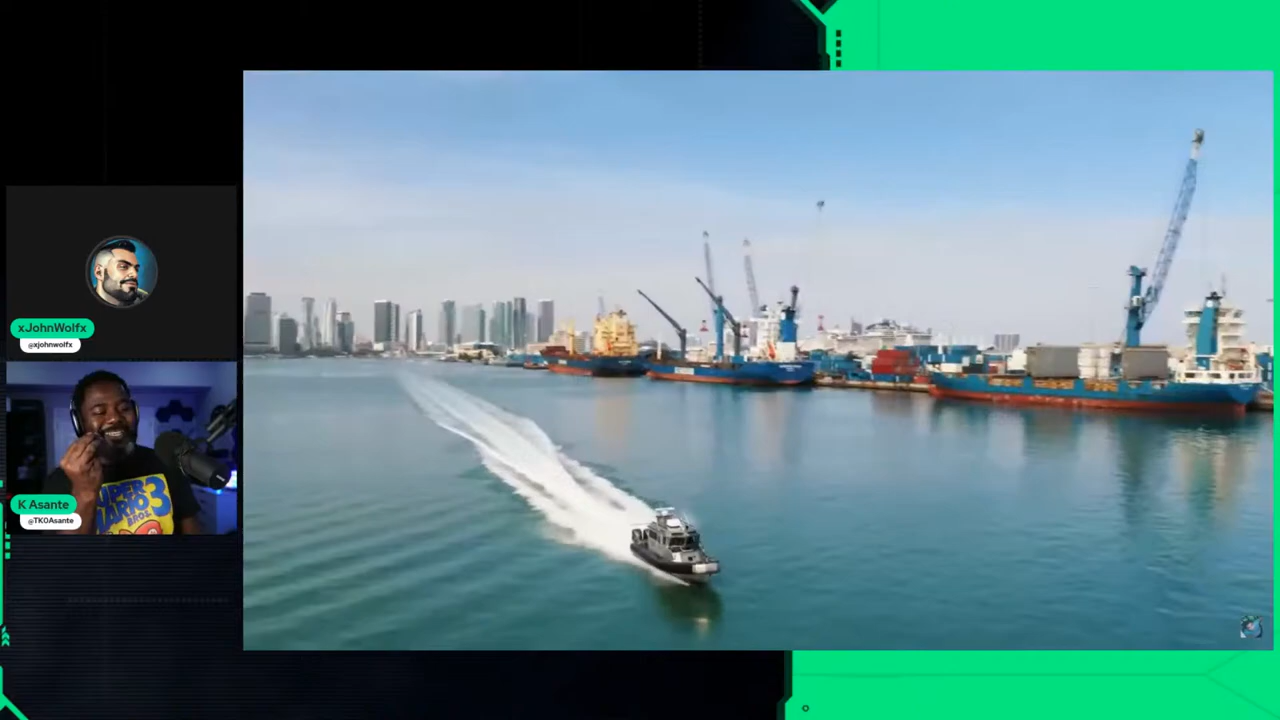 xJohnWolfx
@xjohnwolfx
K Asante
@TKOAsante
SUPER
MARIO 3
BROS.